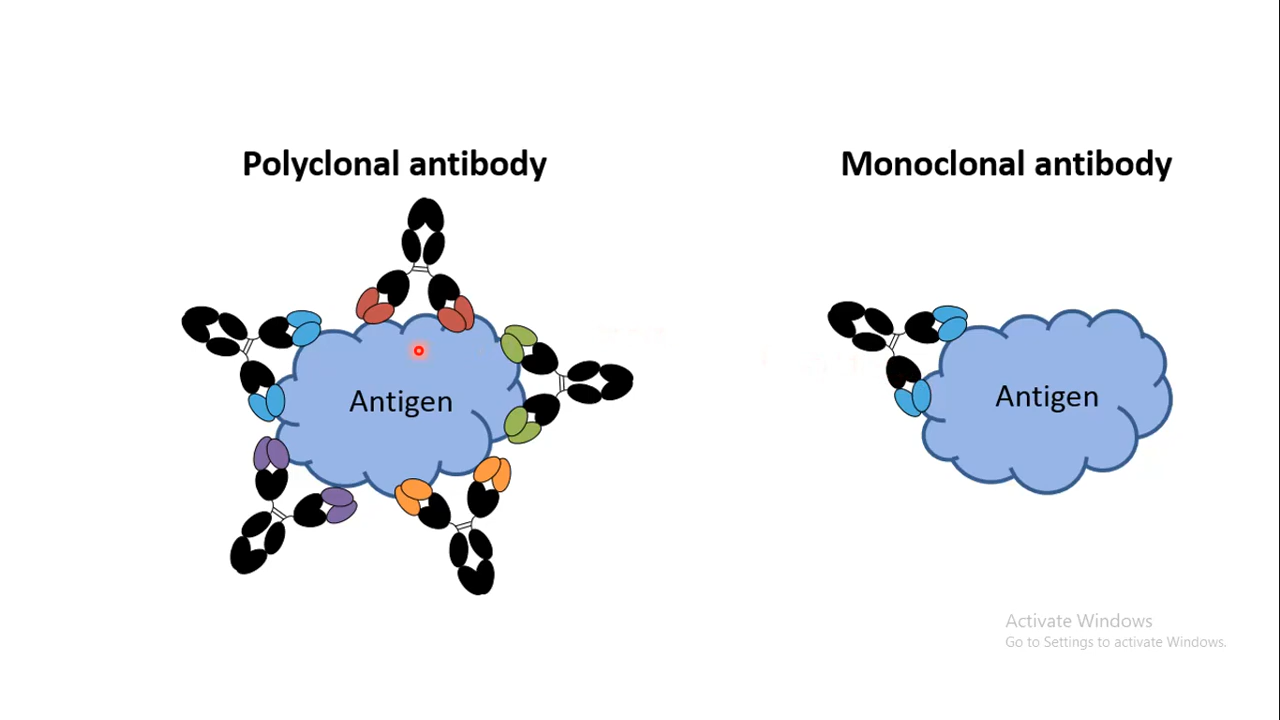 Polyclonal antibody
Monoclonal antibody
Antigen
Antigen
Activate Windows
Go to Settings to activate Windows.